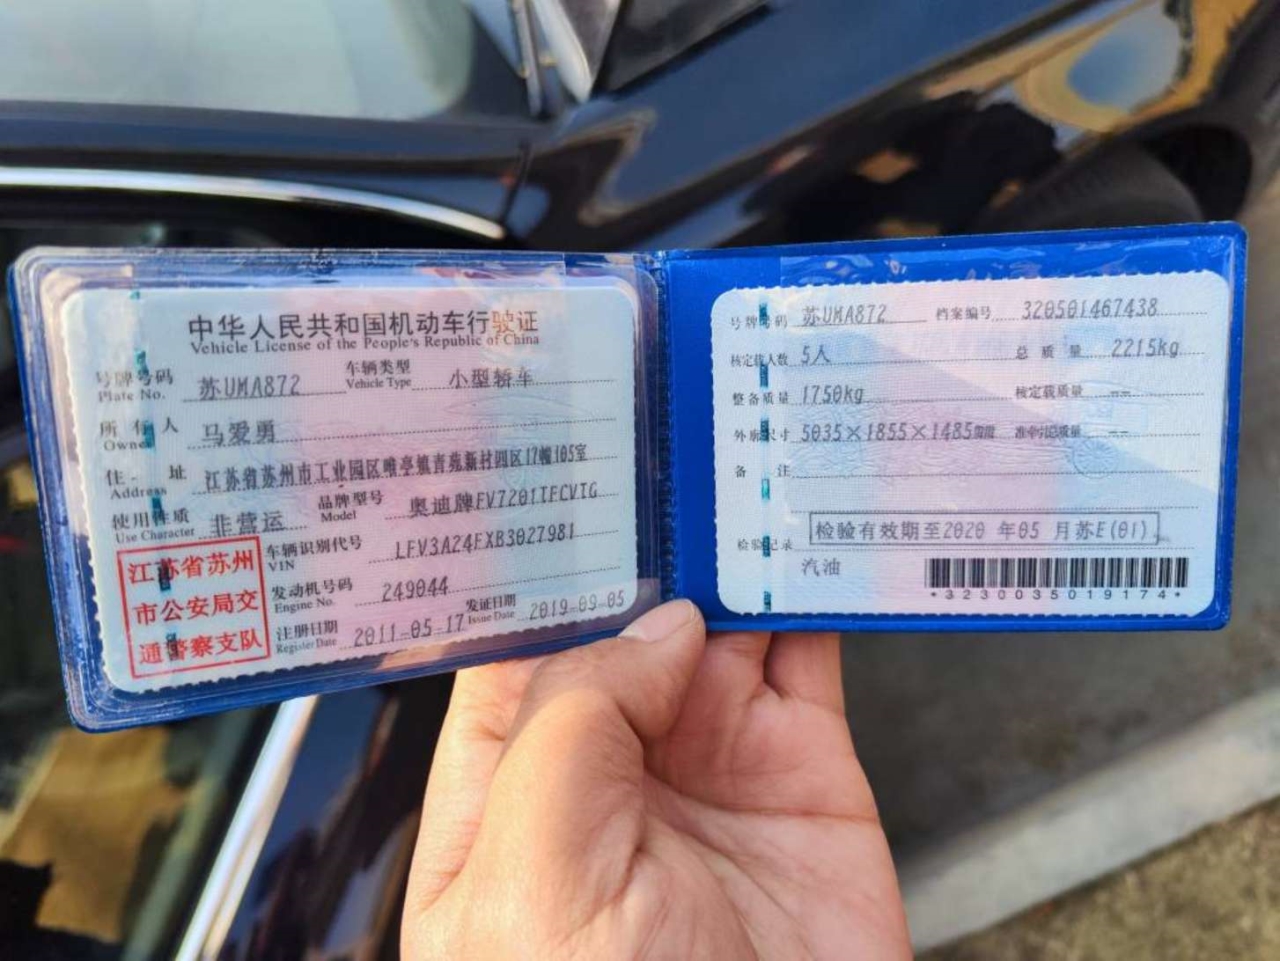 中华人民共和国机动车行驶证
Vehicle License of the People's Republic of China
号牌号码 苏UMA872 车辆类型 小型轿车
Plate No. Vehicle Type
所有人 马爱勇
Owner
住址 江苏省苏州市工业园区唯亭镇青苑新村四区17幢105室
Address
使用性质 非营运 品牌型号 奥迪牌FV7201TFCVTG
Use Character Model
江苏省苏州
市公安局交
通警察支队
车辆识别代号 LFV3A24FXB3027981
VIN
发动机号码 249044
Engine No.
注册日期 2011-05-17 发证日期 2019-09-05
Register Date Issue Date
号牌号码 苏UMA872 档案编号 320501467438
核定载人数 5人 总质量 2215kg
整备质量 1750kg 核定载质量 --
外廓尺寸 5035×1855×1485mm 准牵引总质量 --
备注
检验记录 检验有效期至2020年05月苏E(01)
汽油
*3230035019174*